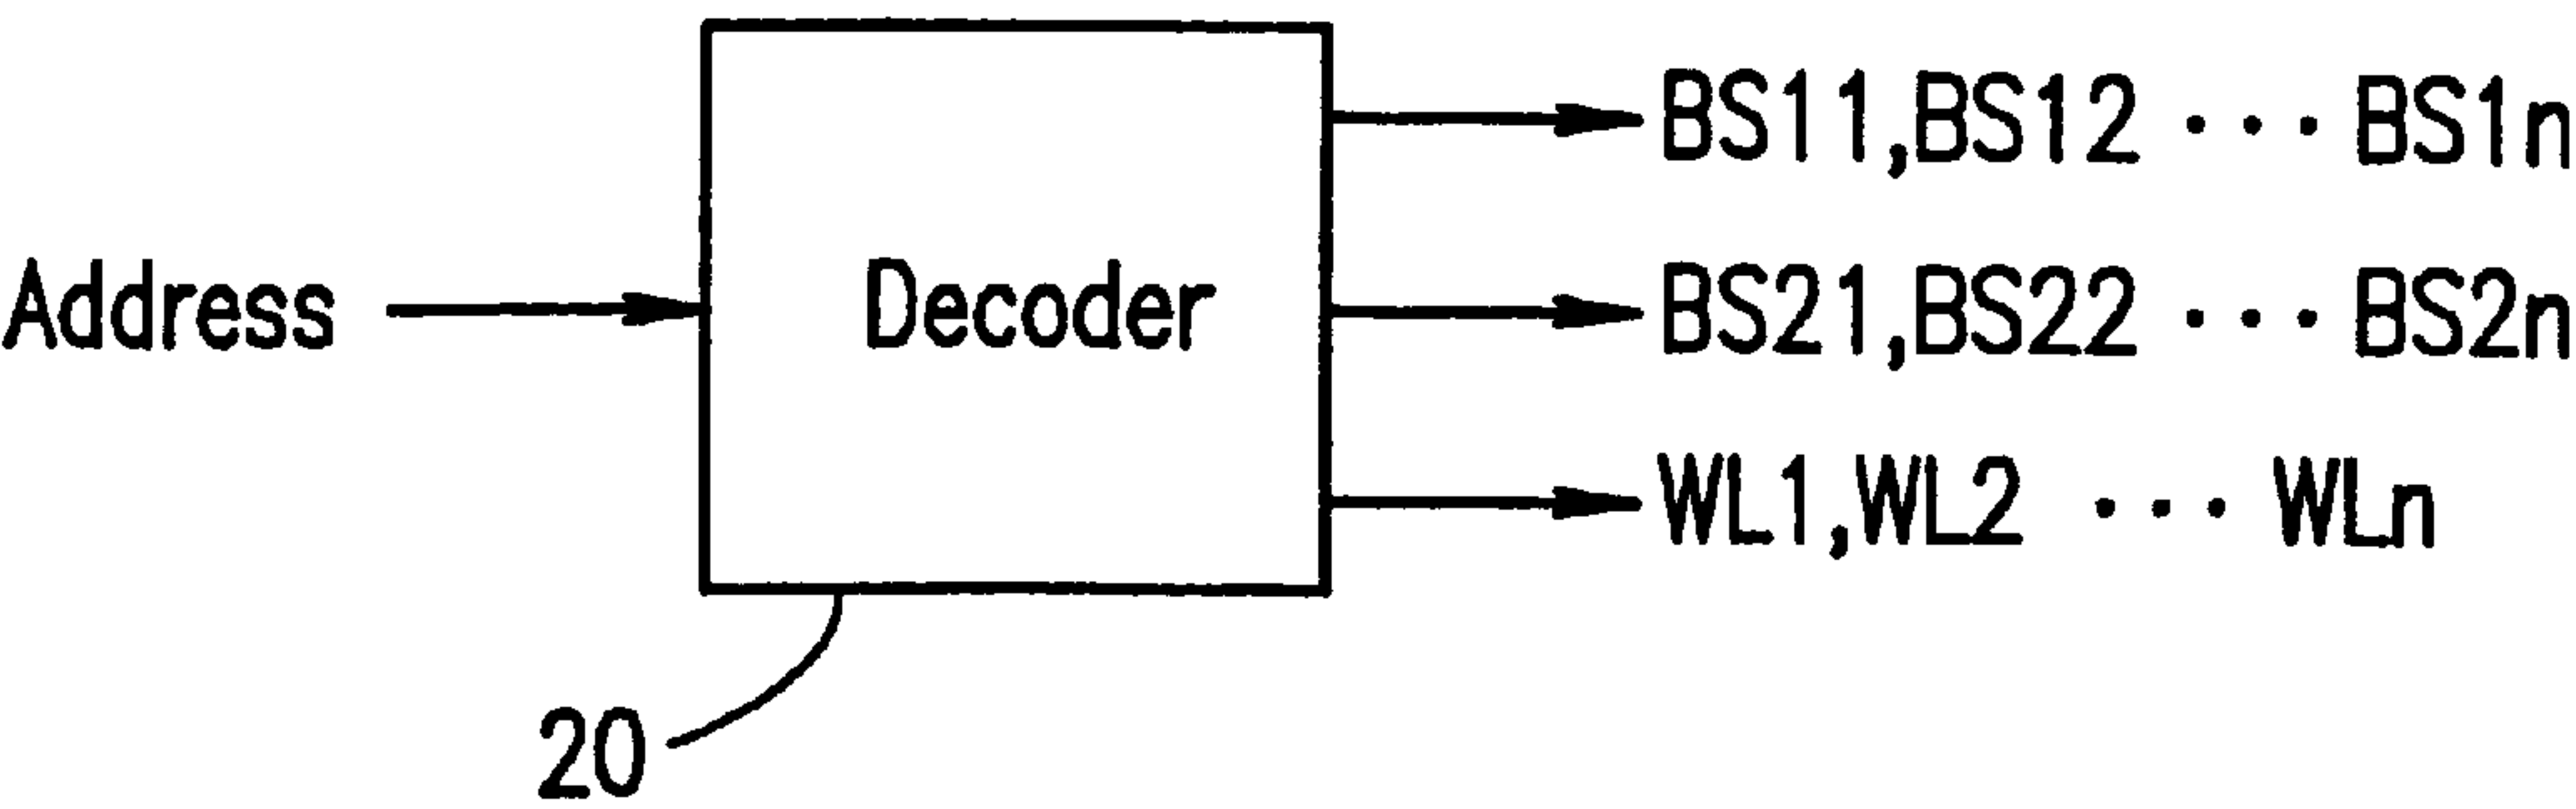 BS11,BS12 ··· BS1n
Address
Decoder
BS21,BS22 ··· BS2n
WL1,WL2 ··· WLn
20